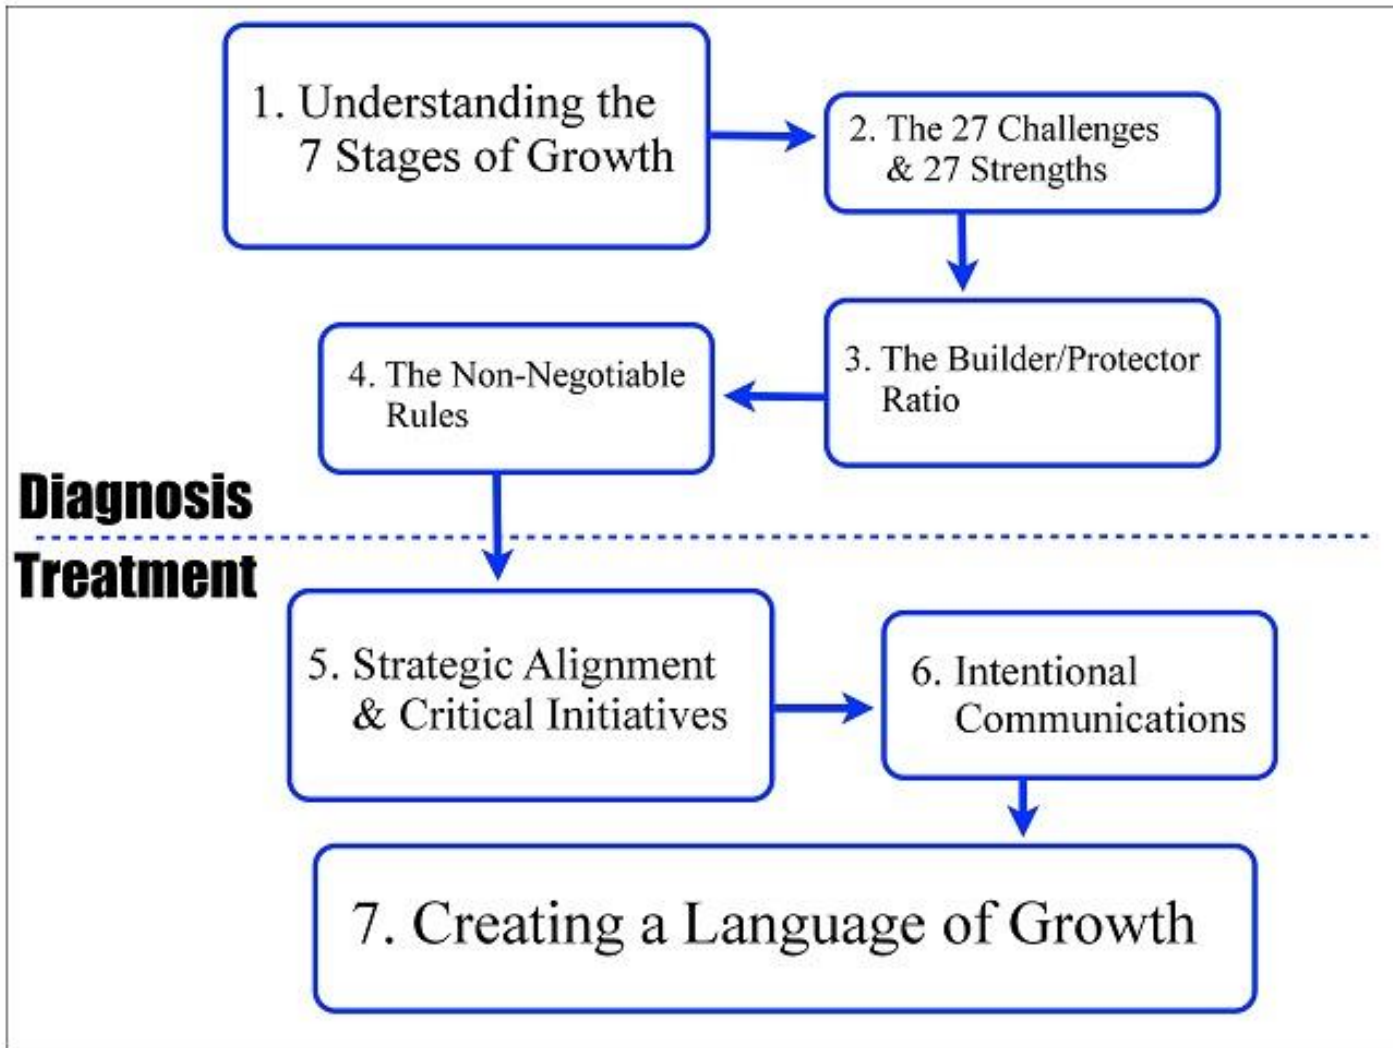 1. Understanding the
7 Stages of Growth
2. The 27 Challenges
& 27 Strengths
3. The Builder/Protector
Ratio
4. The Non-Negotiable
Rules
Diagnosis
Treatment
5. Strategic Alignment
& Critical Initiatives
6. Intentional
Communications
7. Creating a Language of Growth